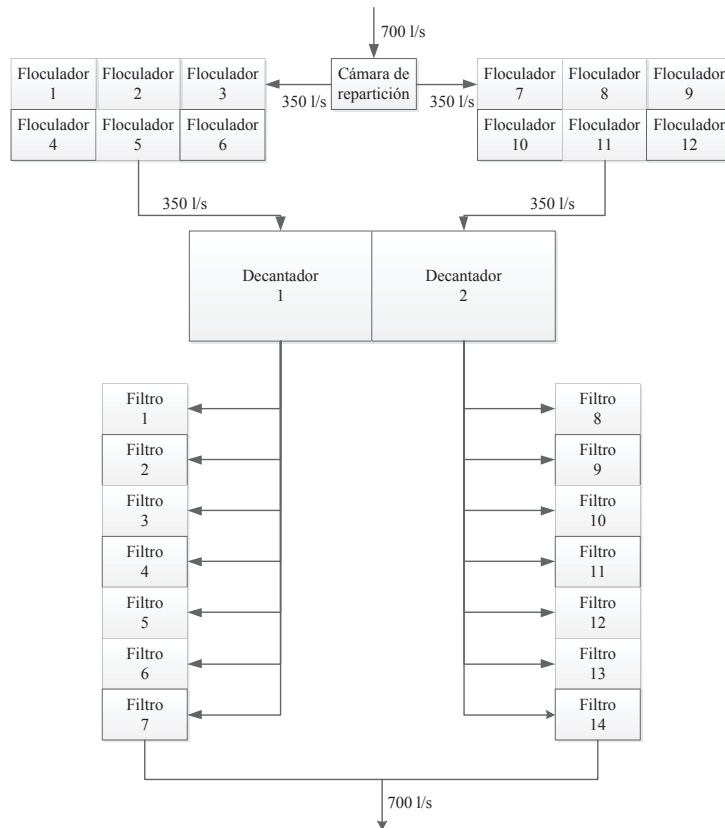 700 l/s
Floculador
1
Floculador
2
Floculador
3
Cámara de
repartición
Floculador
7
Floculador
8
Floculador
9
350 l/s
350 l/s
Floculador
4
Floculador
5
Floculador
6
Floculador
10
Floculador
11
Floculador
12
350 l/s
350 l/s
Decantador
1
Decantador
2
Filtro
1
Filtro
8
Filtro
2
Filtro
9
Filtro
3
Filtro
10
Filtro
4
Filtro
11
Filtro
5
Filtro
12
Filtro
6
Filtro
13
Filtro
7
Filtro
14
700 l/s